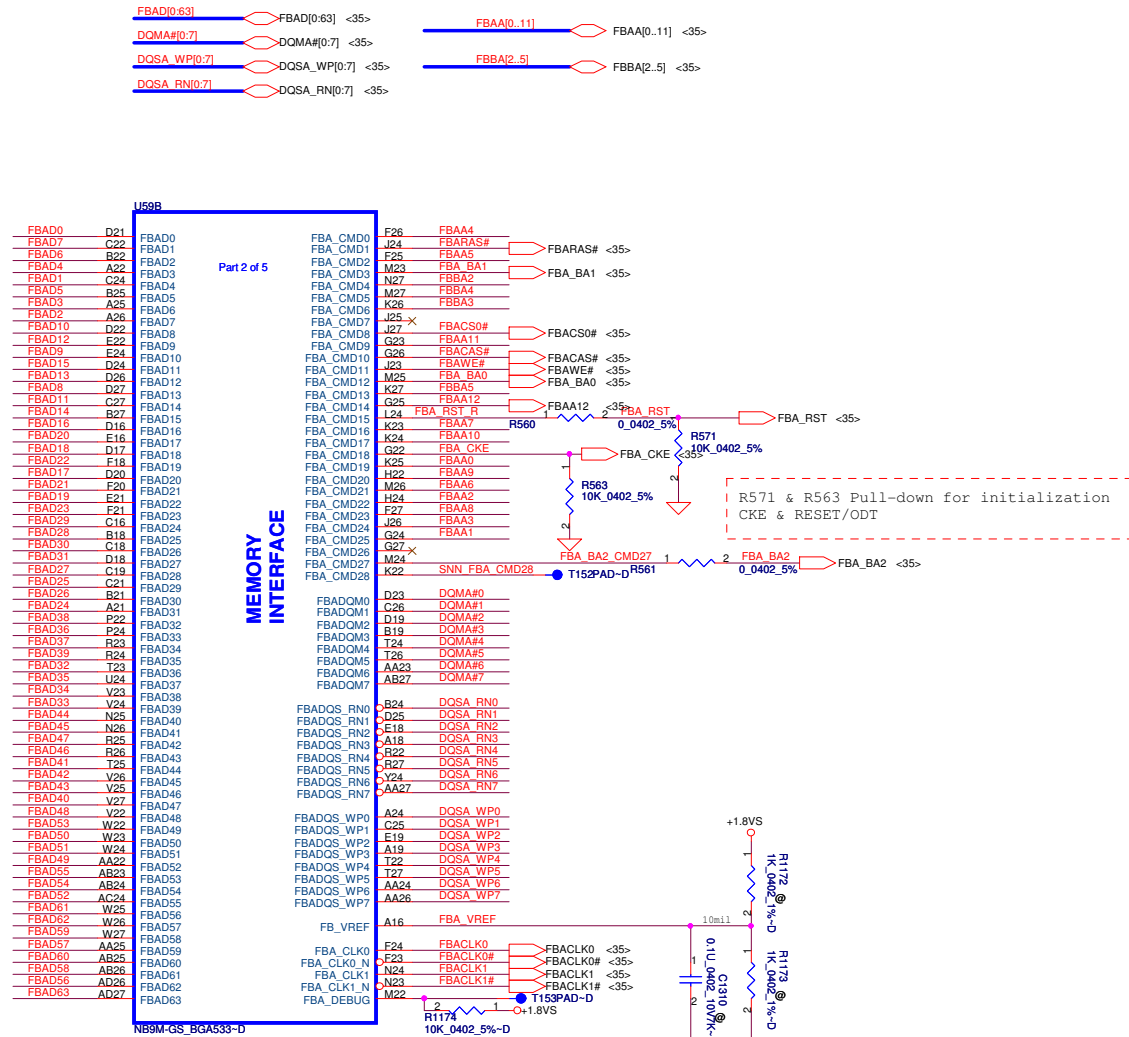 FBAD[0:63] FBAD[0:63] <35>
DQMA#[0:7] DQMA#[0:7] <35>
DQSA_WP[0:7] DQSA_WP[0:7] <35>
DQSA_RN[0:7] DQSA_RN[0:7] <35>
FBAA[0..11] FBAA[0..11] <35>
FBBA[2..5] FBBA[2..5] <35>
U59B
Part 2 of 5
MEMORY
INTERFACE
FBAD0 D21 FBAD0
FBAD7 C22 FBAD1
FBAD6 B22 FBAD2
FBAD4 A22 FBAD3
FBAD1 C24 FBAD4
FBAD5 B25 FBAD5
FBAD3 A25 FBAD6
FBAD2 A26 FBAD7
FBAD10 D22 FBAD8
FBAD12 E22 FBAD9
FBAD9 E24 FBAD10
FBAD15 D24 FBAD11
FBAD13 D26 FBAD12
FBAD8 D27 FBAD13
FBAD11 C27 FBAD14
FBAD14 B27 FBAD15
FBAD16 D16 FBAD16
FBAD20 E16 FBAD17
FBAD18 D17 FBAD18
FBAD22 F18 FBAD19
FBAD17 D20 FBAD20
FBAD21 F20 FBAD21
FBAD19 E21 FBAD22
FBAD23 F21 FBAD23
FBAD29 C16 FBAD24
FBAD28 B18 FBAD25
FBAD30 C18 FBAD26
FBAD31 D18 FBAD27
FBAD27 C19 FBAD28
FBAD25 C21 FBAD29
FBAD26 B21 FBAD30
FBAD24 A21 FBAD31
FBAD38 P22 FBAD32
FBAD36 P24 FBAD33
FBAD37 R23 FBAD34
FBAD39 R24 FBAD35
FBAD32 T23 FBAD36
FBAD35 U24 FBAD37
FBAD34 V23 FBAD38
FBAD33 V24 FBAD39
FBAD44 N25 FBAD40
FBAD45 N26 FBAD41
FBAD47 R25 FBAD42
FBAD46 R26 FBAD43
FBAD41 T25 FBAD44
FBAD42 V26 FBAD45
FBAD43 V25 FBAD46
FBAD40 V27 FBAD47
FBAD48 V22 FBAD48
FBAD53 W22 FBAD49
FBAD50 W23 FBAD50
FBAD51 W24 FBAD51
FBAD49 AA22 FBAD52
FBAD55 AB23 FBAD53
FBAD54 AB24 FBAD54
FBAD52 AC24 FBAD55
FBAD61 W25 FBAD56
FBAD62 W26 FBAD57
FBAD59 W27 FBAD58
FBAD57 AA25 FBAD59
FBAD60 AB25 FBAD60
FBAD58 AB26 FBAD61
FBAD56 AD26 FBAD62
FBAD63 AD27 FBAD63
FBA_CMD0 F26 FBAA4
FBA_CMD1 J24 FBARAS# FBARAS# <35>
FBA_CMD2 F25 FBAA5
FBA_CMD3 M23 FBA_BA1 FBA_BA1 <35>
FBA_CMD4 N27 FBBA2
FBA_CMD5 M27 FBBA4
FBA_CMD6 K26 FBBA3
FBA_CMD7 J25
FBA_CMD8 J27 FBACS0# FBACS0# <35>
FBA_CMD9 G23 FBAA11
FBA_CMD10 G26 FBACAS# FBACAS# <35>
FBA_CMD11 J23 FBAWE# FBAWE# <35>
FBA_CMD12 M25 FBA_BA0 FBA_BA0 <35>
FBA_CMD13 K27 FBBA5
FBA_CMD14 G25 FBAA12 FBAA12 <35>
FBA_CMD15 L24 FBA_RST_R R560 1 2 0_0402_5% FBA_RST FBA_RST <35>
FBA_CMD16 K23 FBAA7
FBA_CMD17 K24 FBAA10
FBA_CMD18 G22 FBA_CKE FBA_CKE <35>
FBA_CMD19 K25 FBAA0
FBA_CMD20 H22 FBAA9
FBA_CMD21 M26 FBAA6
FBA_CMD22 H24 FBAA2
FBA_CMD23 F27 FBAA8
FBA_CMD24 J26 FBAA3
FBA_CMD25 G24 FBAA1
FBA_CMD26 G27
FBA_CMD27 M24 FBA_BA2_CMD27 R561 1 2 0_0402_5% FBA_BA2 FBA_BA2 <35>
FBA_CMD28 K22 SNN_FBA_CMD28 T152PAD~D
1 R571
10K_0402_5%
2
1 R563
10K_0402_5%
2
R571 & R563 Pull-down for initialization
CKE & RESET/ODT
FBADQM0 D23 DQMA#0
FBADQM1 C26 DQMA#1
FBADQM2 D19 DQMA#2
FBADQM3 B19 DQMA#3
FBADQM4 T24 DQMA#4
FBADQM5 T26 DQMA#5
FBADQM6 AA23 DQMA#6
FBADQM7 AB27 DQMA#7
FBADQS_RN0 B24 DQSA_RN0
FBADQS_RN1 D25 DQSA_RN1
FBADQS_RN2 E18 DQSA_RN2
FBADQS_RN3 A18 DQSA_RN3
FBADQS_RN4 R22 DQSA_RN4
FBADQS_RN5 R27 DQSA_RN5
FBADQS_RN6 Y24 DQSA_RN6
FBADQS_RN7 AA27 DQSA_RN7
FBADQS_WP0 A24 DQSA_WP0
FBADQS_WP1 C25 DQSA_WP1
FBADQS_WP2 E19 DQSA_WP2
FBADQS_WP3 A19 DQSA_WP3
FBADQS_WP4 T22 DQSA_WP4
FBADQS_WP5 T27 DQSA_WP5
FBADQS_WP6 AA24 DQSA_WP6
FBADQS_WP7 AA26 DQSA_WP7
FB_VREF A16 FBA_VREF 10mil
FBA_CLK0 F24 FBACLK0 FBACLK0 <35>
FBA_CLK0_N F23 FBACLK0# FBACLK0# <35>
FBA_CLK1 N24 FBACLK1 FBACLK1 <35>
FBA_CLK1_N N23 FBACLK1# FBACLK1# <35>
FBA_DEBUG M22 T153PAD~D
2 1 +1.8VS
R1174
10K_0402_5%~D
NB9M-GS_BGA533~D
+1.8VS
1 2
R1172
1K_0402_1%~D
@
1 2
R1173
1K_0402_1%~D
@
1 2
C1310
0.1U_0402_10V7K~
@